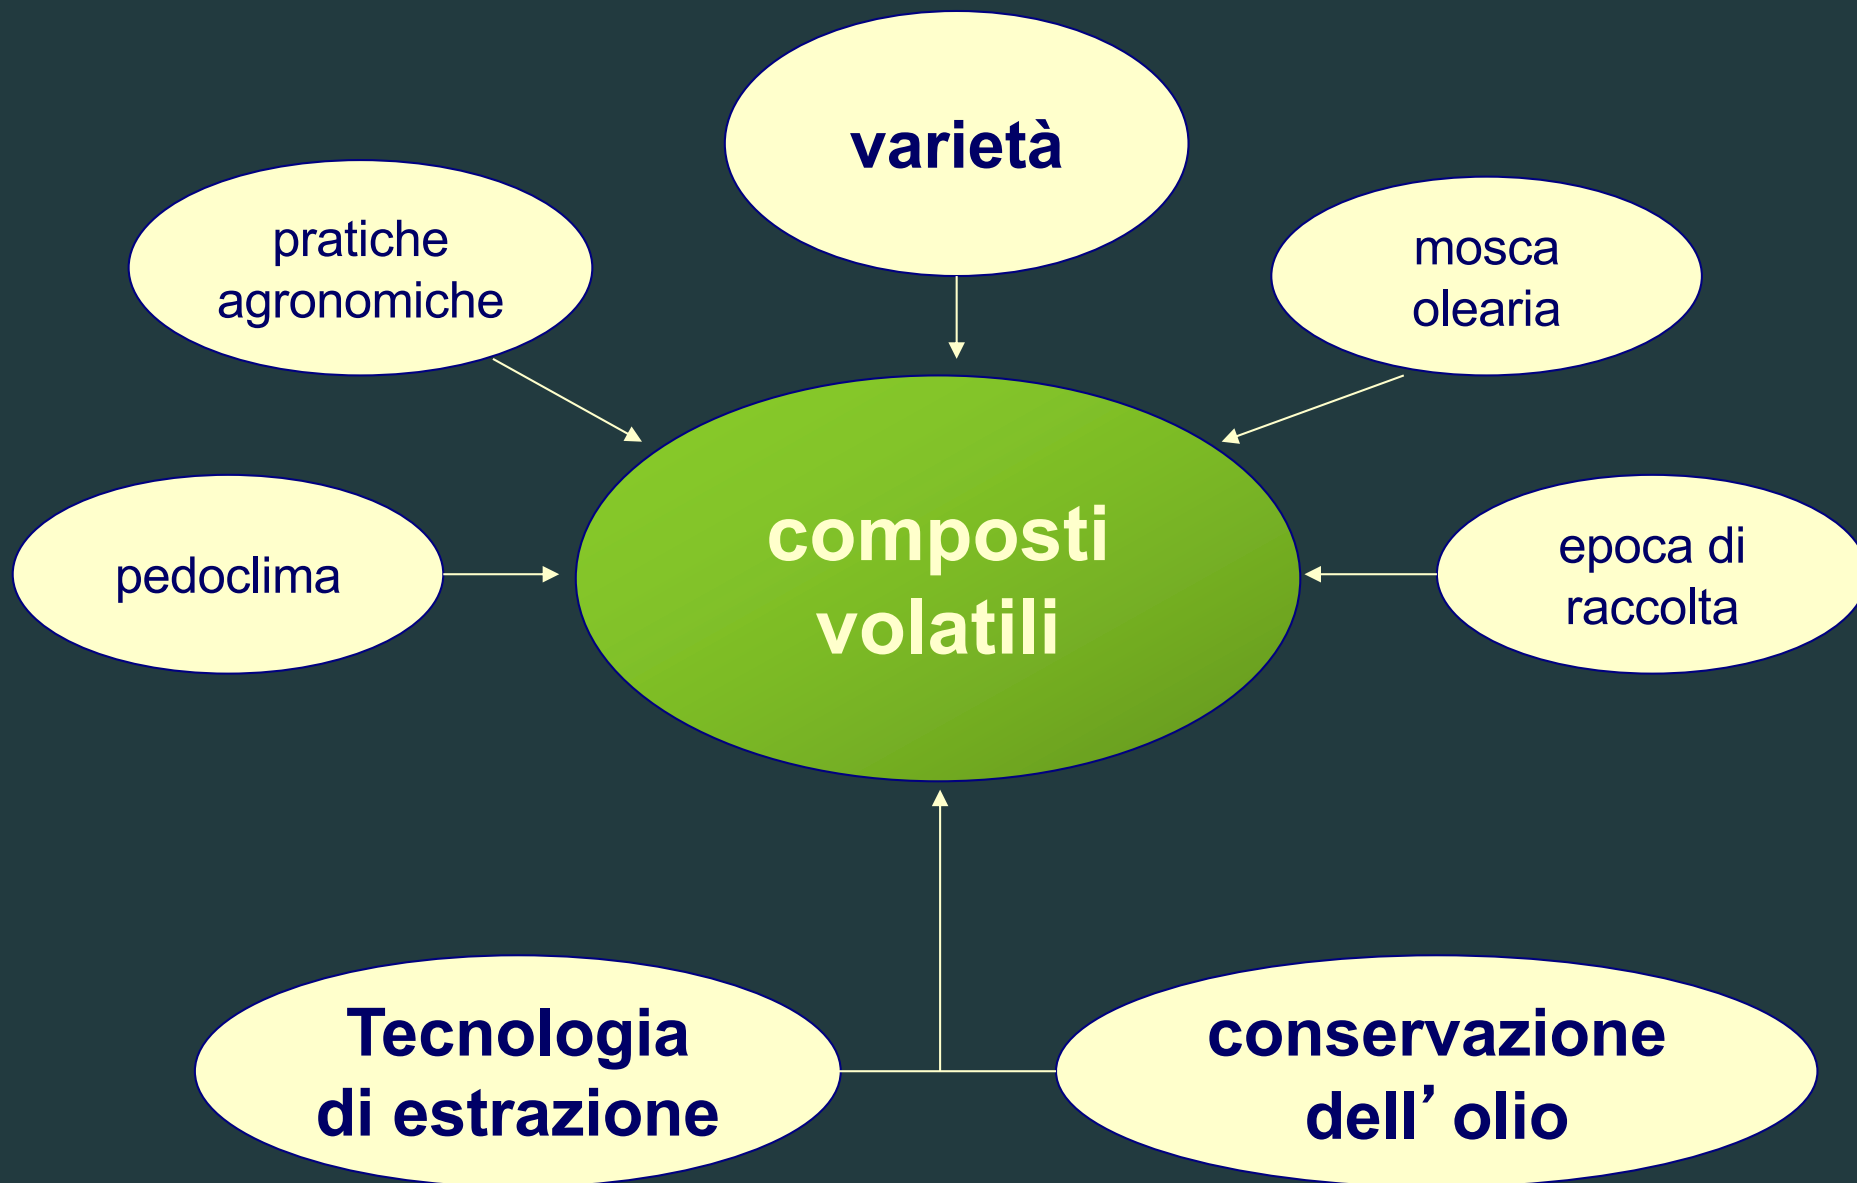 varietà
pratiche
agronomiche
mosca
olearia
composti
volatili
pedoclima
epoca di
raccolta
Tecnologia
di estrazione
conservazione
dell’ olio